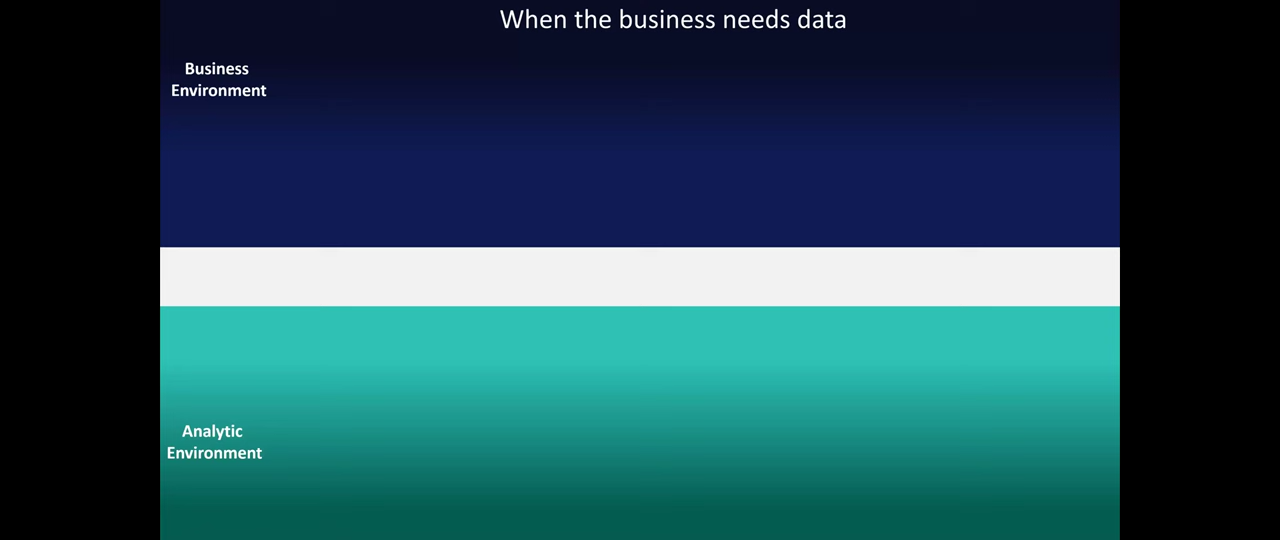 When the business needs data
Business
Environment
Analytic
Environment